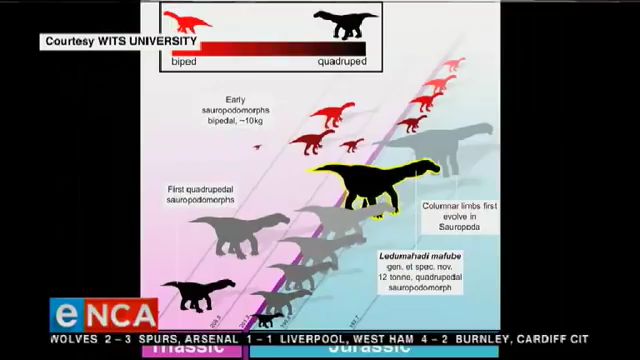 Courtesy WITS UNIVERSITY
biped
quadruped
Early
sauropodomorphs
bipedal, ~10kg
First quadrupedal
sauropodomorphs
Columnar limbs first
evolve in
Sauropoda
Ledumahadi mafube
gen. et spec. nov.
12 tonne, quadrupedal
sauropodomorph
eNCA
Triassic
Jurassic
WOLVES 2-3 SPURS, ARSENAL 1-1 LIVERPOOL, WEST HAM 4-2 BURNLEY, CARDIFF CIT